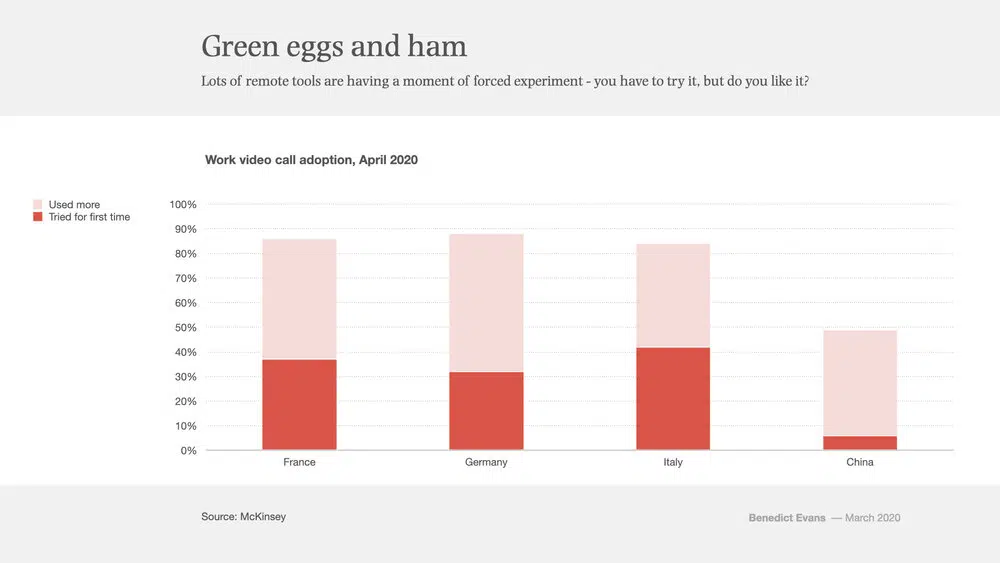 Green eggs and ham
Lots of remote tools are having a moment of forced experiment - you have to try it, but do you like it?
Work video call adoption, April 2020
Used more
Tried for first time
100%
90%
80%
70%
60%
50%
40%
30%
20%
10%
0%
France Germany Italy China
Source: McKinsey
Benedict Evans — March 2020